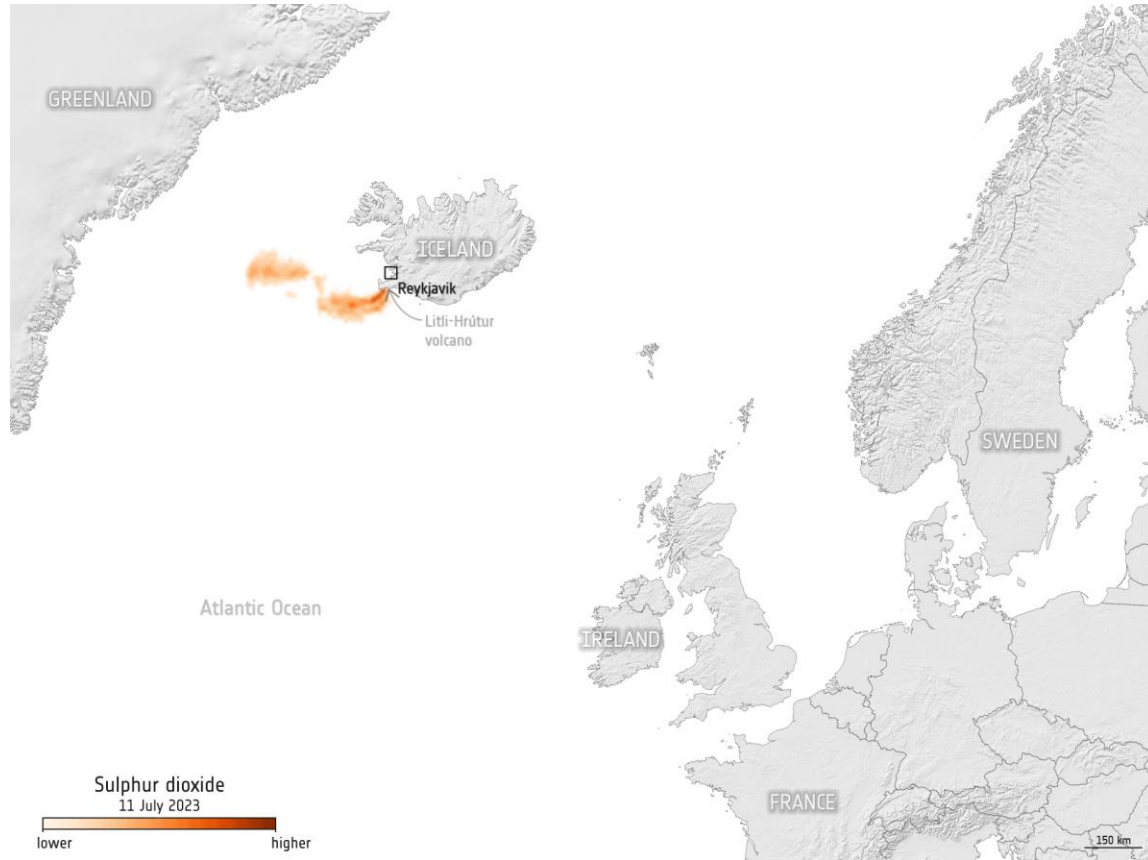 GREENLAND
ICELAND
Reykjavik
Litli-Hrútur
volcano
SWEDEN
Atlantic Ocean
IRELAND
FRANCE
Sulphur dioxide
11 July 2023
lower
higher
150 km